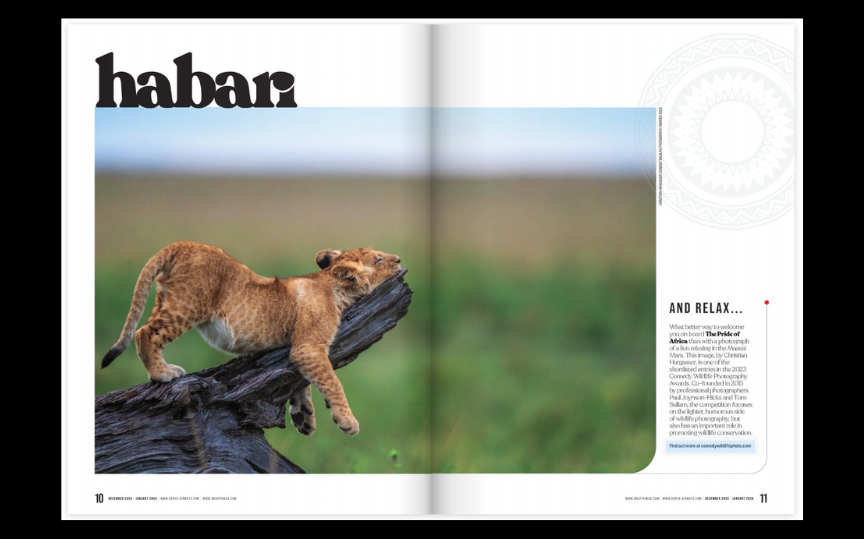 habari
AND RELAX...
What better way to welcome
you on board The Pride of
Africa than with a photograph
of a lion relaxing in the Maasai
Mara. This image, by Christian
Hargasser, is one of the
shortlisted entries in the 2023
Comedy Wildlife Photography
Awards. Co-founded in 2015
by professional photographers
Paul Joynson-Hicks and Tom
Sullam, the competition focuses
on the lighter, humorous side
of wildlife photography, but
also has an important role in
promoting wildlife conservation.
Find out more at comedywildlifephoto.com
10 DECEMBER 2023 - JANUARY 2024
11